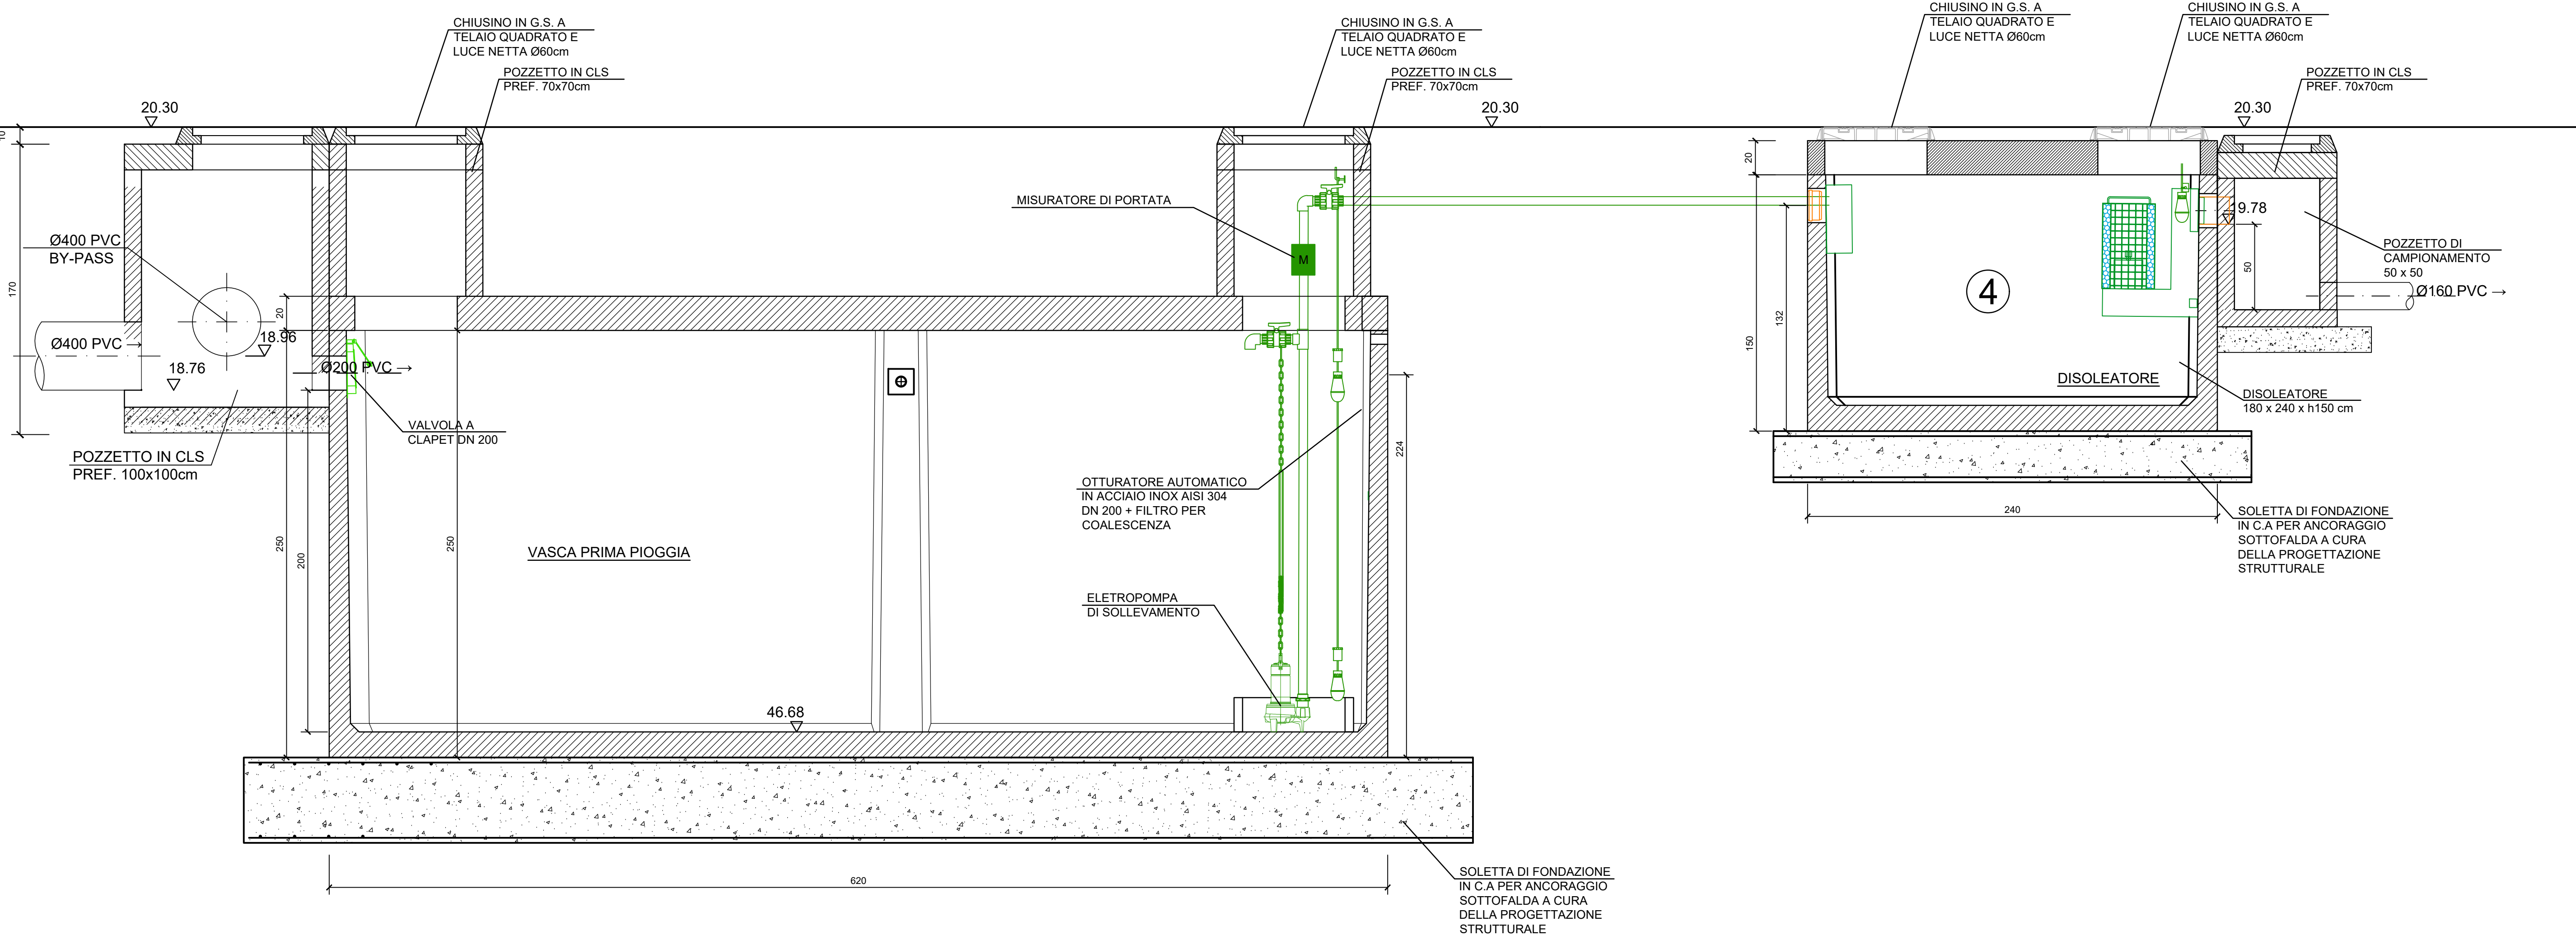 CHIUSINO IN G.S. A
TELAIO QUADRATO E
LUCE NETTA Ø60cm
POZZETTO IN CLS
PREF. 70x70cm
CHIUSINO IN G.S. A
TELAIO QUADRATO E
LUCE NETTA Ø60cm
POZZETTO IN CLS
PREF. 70x70cm
CHIUSINO IN G.S. A
TELAIO QUADRATO E
LUCE NETTA Ø60cm
CHIUSINO IN G.S. A
TELAIO QUADRATO E
LUCE NETTA Ø60cm
POZZETTO IN CLS
PREF. 70x70cm
20.30
20.30
20.30
10
170
Ø400 PVC
BY-PASS
Ø400 PVC →
18.96
18.76
Ø200 PVC →
POZZETTO IN CLS
PREF. 100x100cm
VALVOLA A
CLAPET DN 200
20
250
200
250
VASCA PRIMA PIOGGIA
46.68
620
MISURATORE DI PORTATA
M
OTTURATORE AUTOMATICO
IN ACCIAIO INOX AISI 304
DN 200 + FILTRO PER
COALESCENZA
ELETROPOMPA
DI SOLLEVAMENTO
224
SOLETTA DI FONDAZIONE
IN C.A PER ANCORAGGIO
SOTTOFALDA A CURA
DELLA PROGETTAZIONE
STRUTTURALE
20
150
132
4
DISOLEATORE
9.78
50
POZZETTO DI
CAMPIONAMENTO
50 x 50
Ø160 PVC →
DISOLEATORE
180 x 240 x h150 cm
240
SOLETTA DI FONDAZIONE
IN C.A PER ANCORAGGIO
SOTTOFALDA A CURA
DELLA PROGETTAZIONE
STRUTTURALE